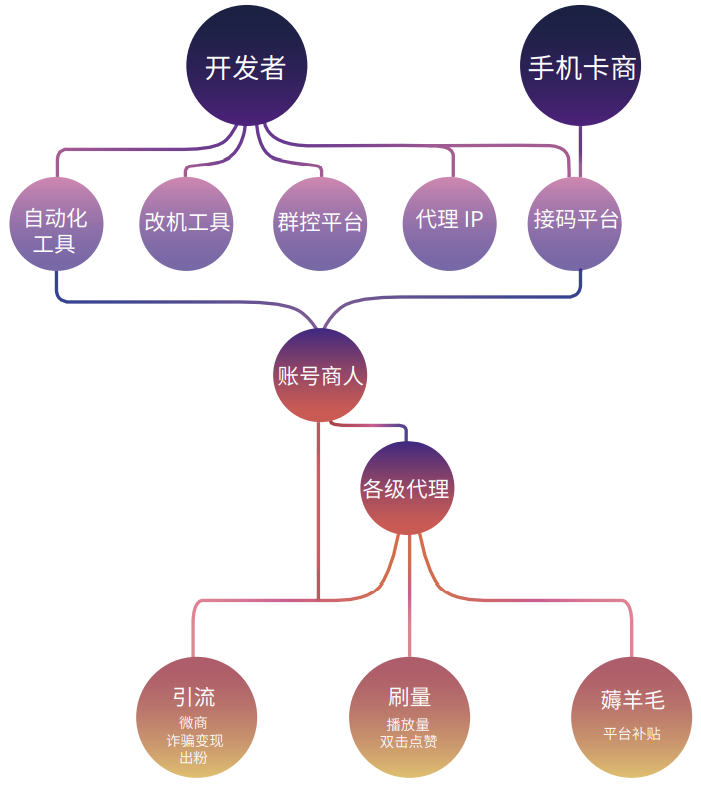 开发者
手机卡商
自动化
工具
改机工具
群控平台
代理 IP
接码平台
账号商人
各级代理
引流
微商
诈骗变现
出粉
刷量
播放量
双击点赞
薅羊毛
平台补贴